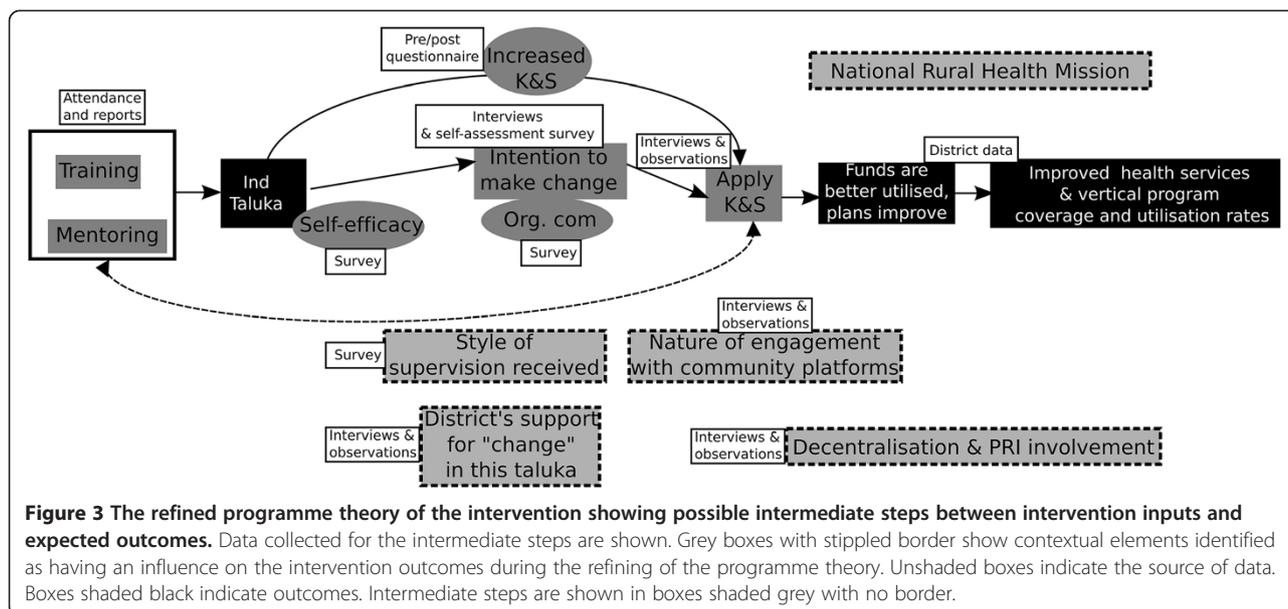 Pre/post
questionnaire
Increased
K&S
National Rural Health Mission
Attendance
and reports
Training
Mentoring
Ind
Taluka
Self-efficacy
Survey
Interviews
& self-assessment survey
Intention to
make change
Org. com
Survey
Interviews &
observations
Apply
K&S
Funds are
better utilised,
plans improve
District data
Improved health services
& vertical program
coverage and utilisation rates
Survey
Style of
supervision received
Interviews &
observations
Nature of engagement
with community platforms
Interviews &
observations
District's support
for "change"
in this taluka
Interviews &
observations
Decentralisation & PRI involvement
Figure 3 The refined programme theory of the intervention showing possible intermediate steps between intervention inputs and
expected outcomes. Data collected for the intermediate steps are shown. Grey boxes with stippled border show contextual elements identified
as having an influence on the intervention outcomes during the refining of the programme theory. Unshaded boxes indicate the source of data.
Boxes shaded black indicate outcomes. Intermediate steps are shown in boxes shaded grey with no border.